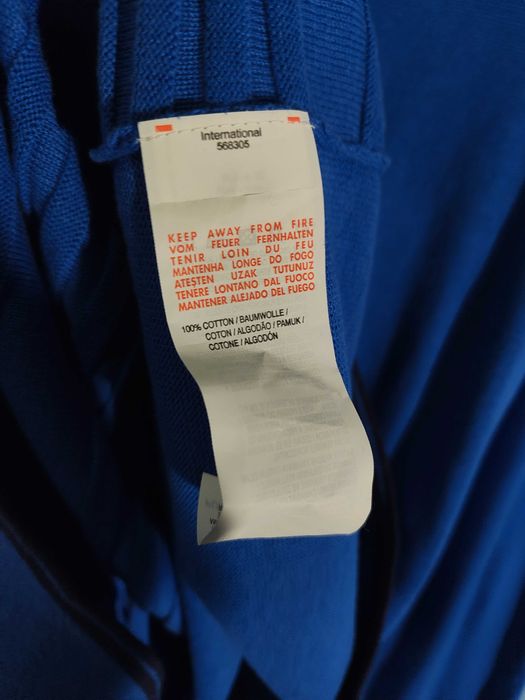 International
568305
KEEP AWAY FROM FIRE
VOM FEUER FERNHALTEN
TENIR LOIN DU FEU
MANTENHA LONGE DO FOGO
ATEŞTEN UZAK TUTUNUZ
TENERE LONTANO DAL FUOCO
MANTENER ALEJADO DEL FUEGO
100% COTTON / BAUMWOLLE /
COTON / ALGODÃO / PAMUK /
COTONE / ALGODÓN